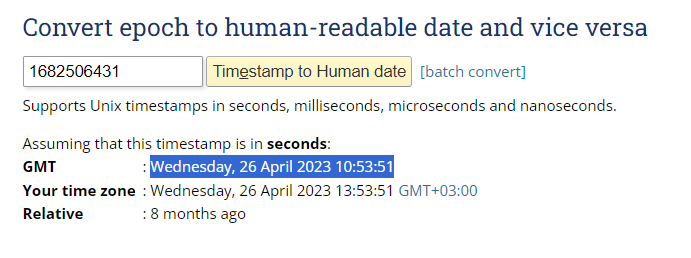 Convert epoch to human-readable date and vice versa
1682506431 Timestamp to Human date [batch convert]
Supports Unix timestamps in seconds, milliseconds, microseconds and nanoseconds.
Assuming that this timestamp is in seconds:
GMT : Wednesday, 26 April 2023 10:53:51
Your time zone : Wednesday, 26 April 2023 13:53:51 GMT+03:00
Relative : 8 months ago